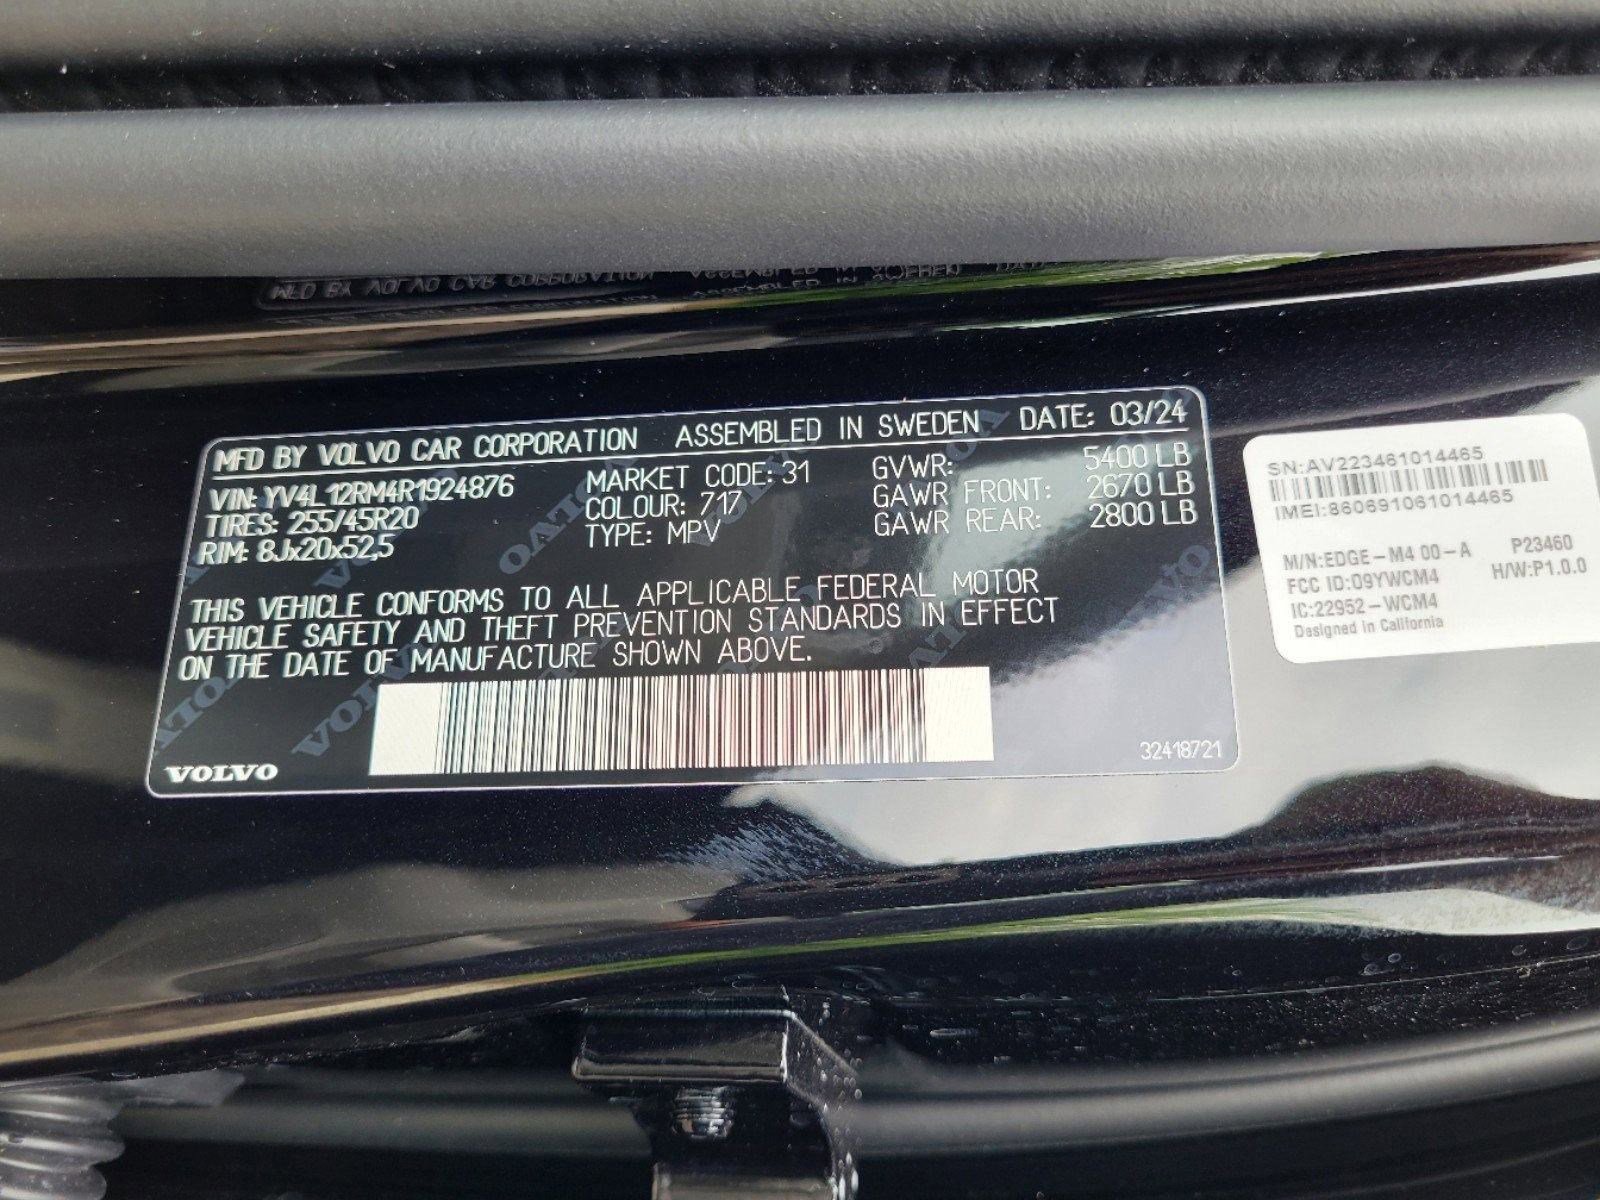 MFD BY VOLVO CAR CORPORATION ASSEMBLED IN SWEDEN DATE: 03/24
VIN: YV4L12RM4R1924876 MARKET CODE: 31 GVWR: 5400 LB
TIRES: 255/45R20 COLOUR: 717 GAWR FRONT: 2670 LB
RIM: 8Jx20x52,5 TYPE: MPV GAWR REAR: 2800 LB
THIS VEHICLE CONFORMS TO ALL APPLICABLE FEDERAL MOTOR
VEHICLE SAFETY AND THEFT PREVENTION STANDARDS IN EFFECT
ON THE DATE OF MANUFACTURE SHOWN ABOVE.
VOLVO
32418721
SN:AV223461014465
IMEI:860691061014465
M/N:EDGE-M4 00-A P23460
FCC ID:O9YWCM4 H/W:P1.0.0
IC:22952-WCM4
Designed in California